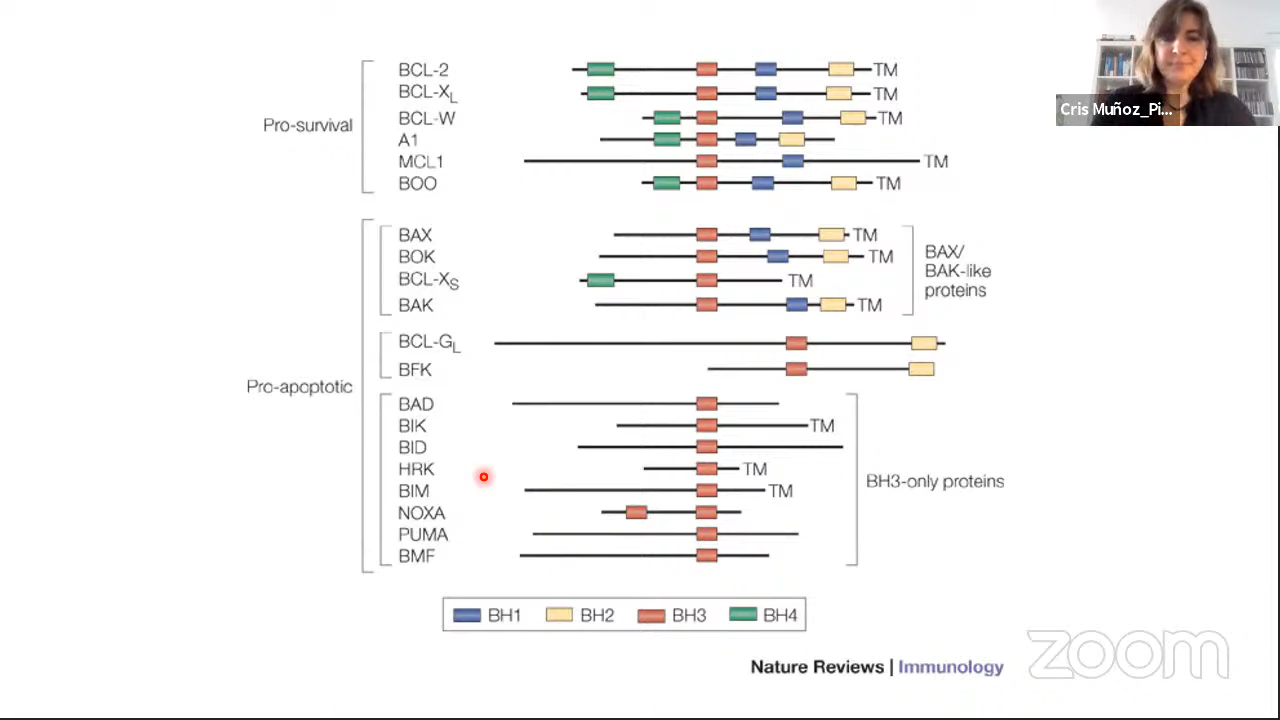 Cris Muñoz_Pi...
Pro-survival
BCL-2 TM
BCL-XL TM
BCL-W TM
A1
MCL1 TM
BOO TM
Pro-apoptotic
BAX TM
BOK TM
BCL-XS TM
BAK TM
BAX/
BAK-like
proteins
BCL-GL
BFK
BAD
BIK TM
BID
HRK TM
BIM TM
NOXA
PUMA
BMF
BH3-only proteins
BH1 BH2 BH3 BH4
Nature Reviews | Immunology
zoom